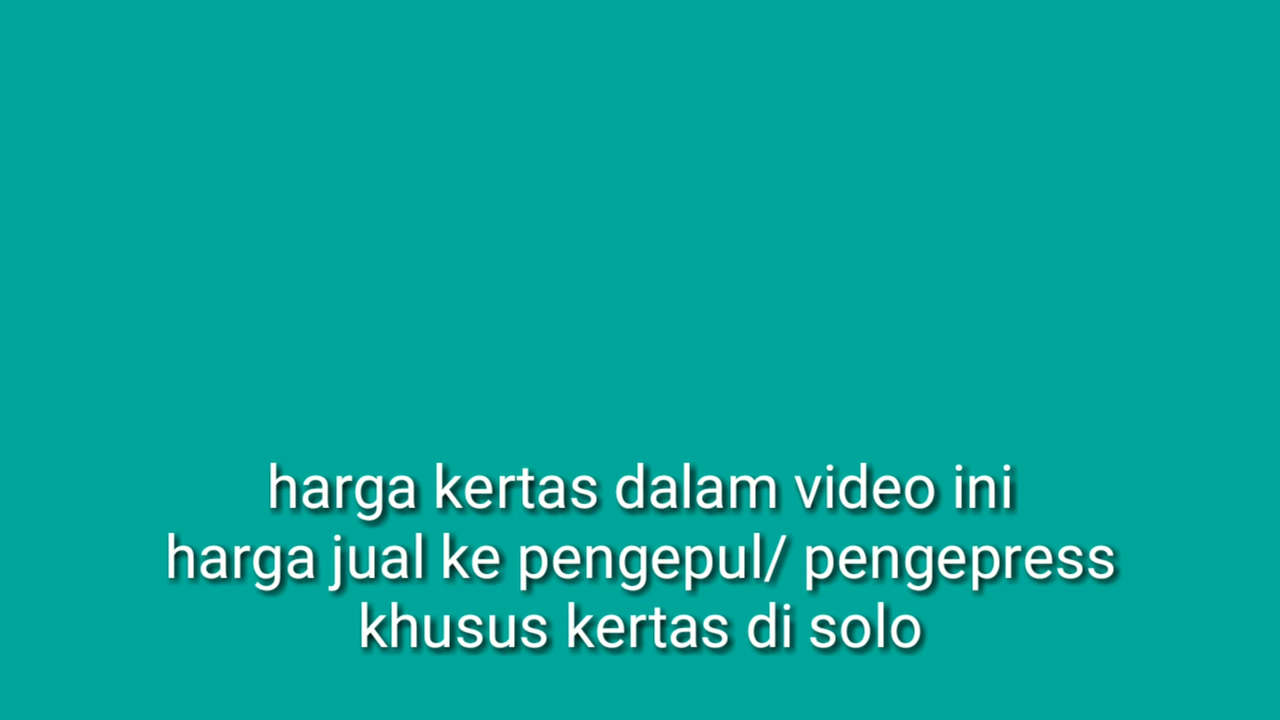 harga kertas dalam video ini
harga jual ke pengepul/ pengepress
khusus kertas di solo